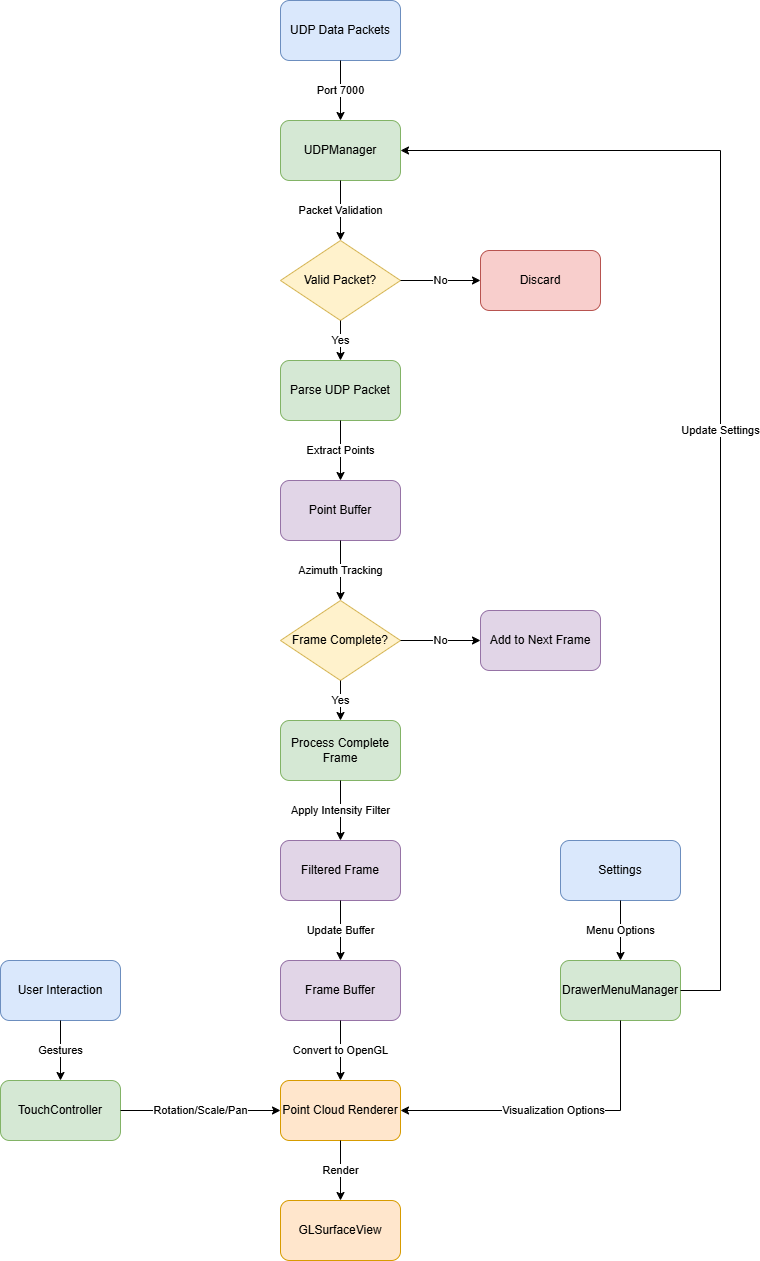 UDP Data Packets
Port 7000
UDPManager
Packet Validation
Valid Packet?
No
Discard
Yes
Parse UDP Packet
Update Settings
Extract Points
Point Buffer
Azimuth Tracking
Frame Complete?
No
Add to Next Frame
Yes
Process Complete
Frame
Apply Intensity Filter
Filtered Frame
Settings
Update Buffer
Menu Options
User Interaction
Frame Buffer
DrawerMenuManager
Gestures
Convert to OpenGL
TouchController
Rotation/Scale/Pan
Point Cloud Renderer
Visualization Options
Render
GLSurfaceView